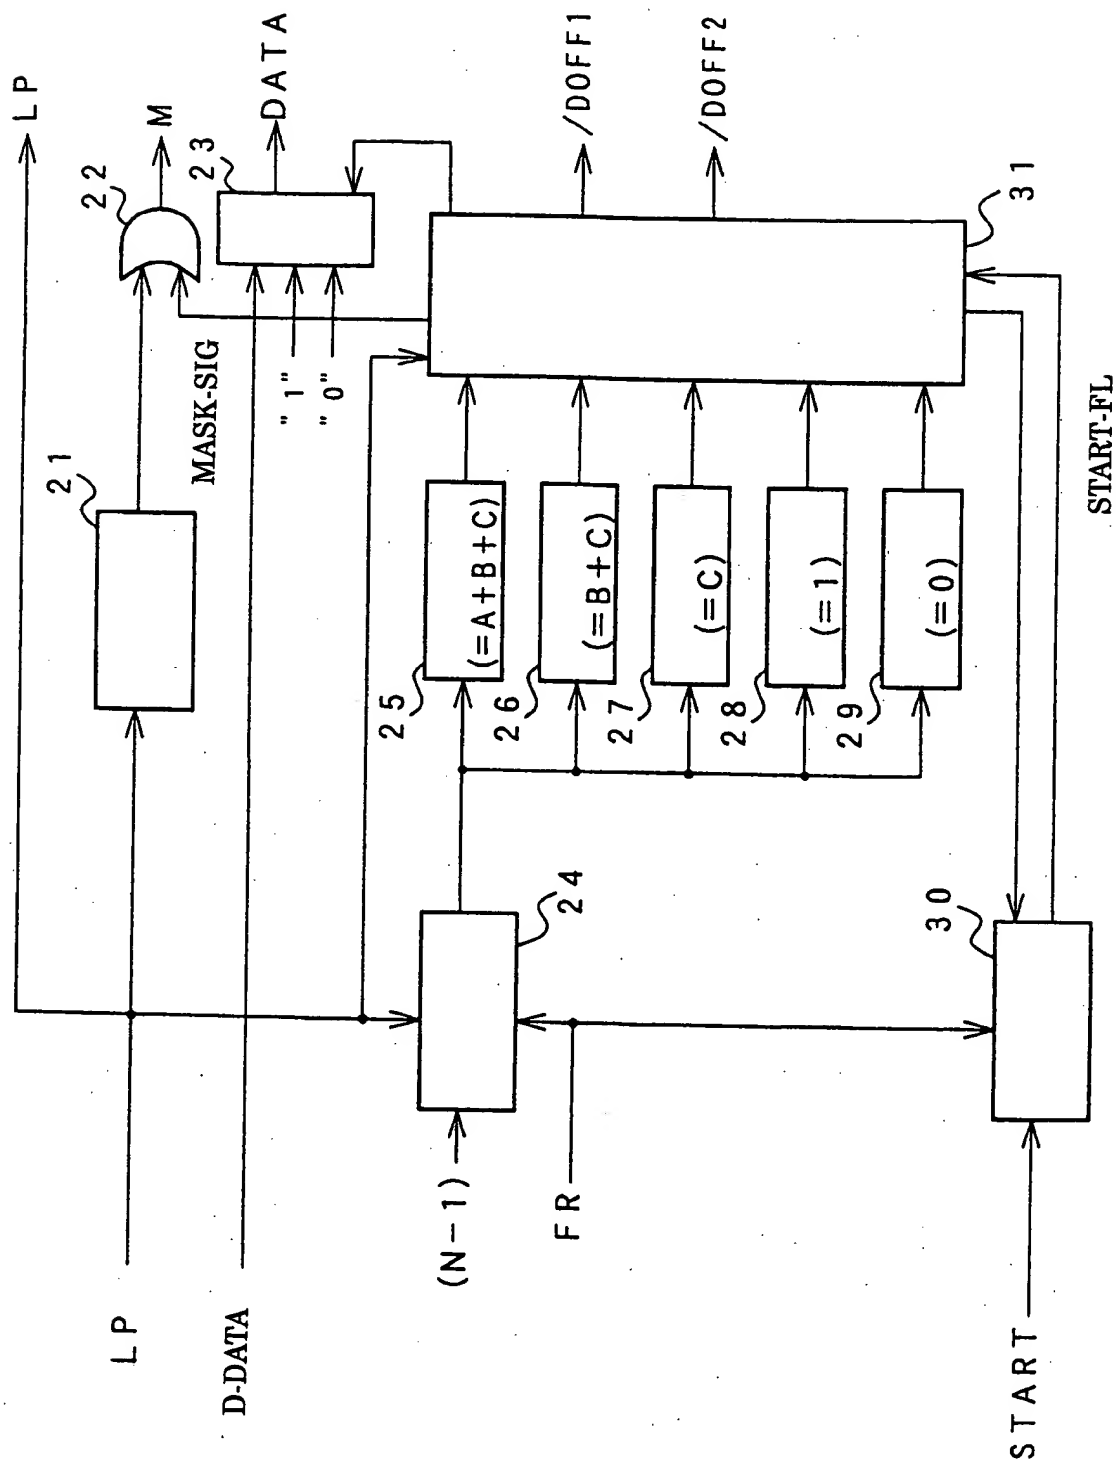 LP
21
22
LP
M
MASK-SIG
D-DATA
"1"
"0"
23
DATA
(N-1)
24
FR
25
(=A+B+C)
26
(=B+C)
27
(=C)
28
(=1)
29
(=0)
/DOFF1
/DOFF2
31
START
30
START-FL